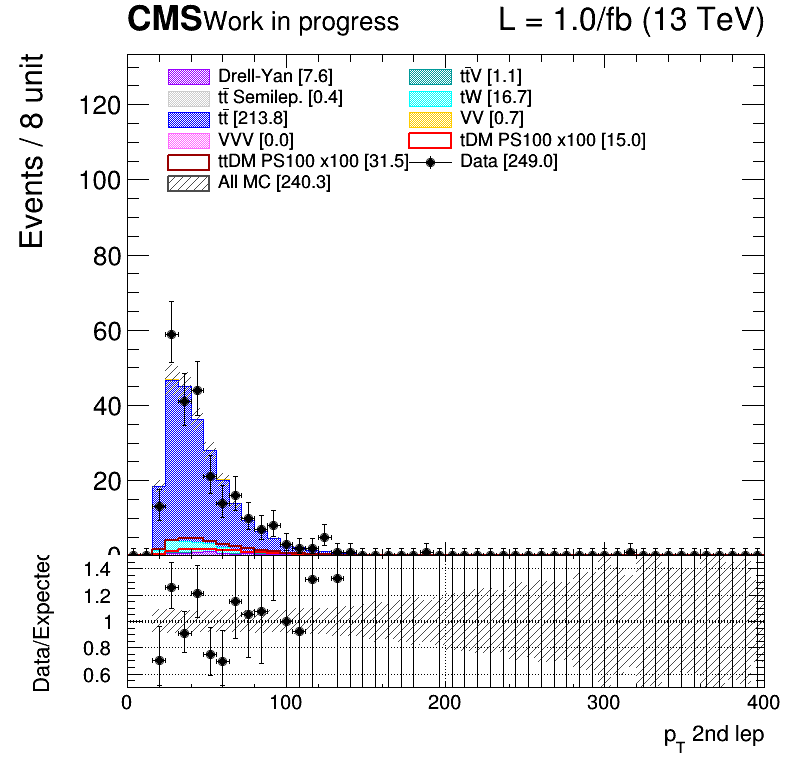 CMS Work in progress L = 1.0/fb (13 TeV)
Events / 8 unit
Drell-Yan [7.6] tt̄V [1.1]
tt̄ Semilep. [0.4] tW [16.7]
tt̄ [213.8] VV [0.7]
VVV [0.0] tDM PS100 x100 [15.0]
ttDM PS100 x100 [31.5] Data [249.0]
All MC [240.3]
120
100
80
60
40
20
0
Data/Expected
1.4
1.2
1
0.8
0.6
0 100 200 300 400
p_T 2nd lep